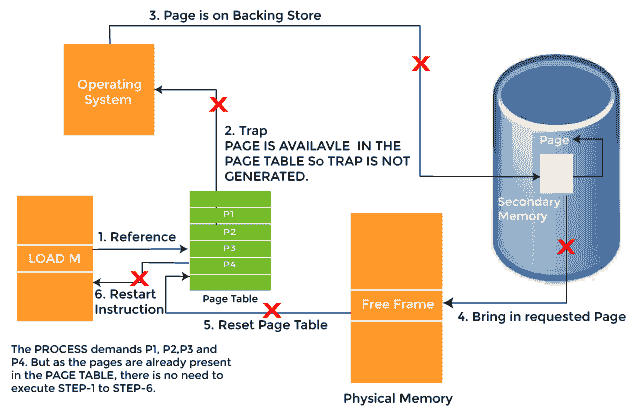 3. Page is on Backing Store
Operating
System
2. Trap
PAGE IS AVAILAVLE IN THE
PAGE TABLE So TRAP IS NOT
GENERATED.
Page
Secondary
Memory
P1
P2
P3
P4
Page Table
1. Reference
LOAD M
6. Restart
Instruction
5. Reset Page Table
Free Frame
4. Bring in requested Page
Physical Memory
The PROCESS demands P1, P2,P3 and
P4. But as the pages are already present
in the PAGE TABLE, there is no need to
execute STEP-1 to STEP-6.